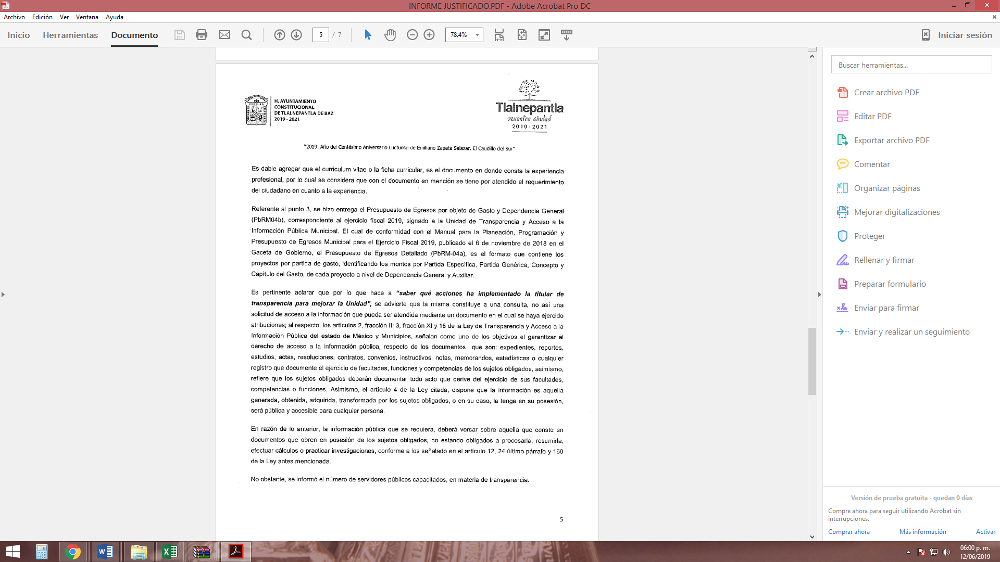 INFORME JUSTIFICADO.PDF - Adobe Acrobat Pro DC
Archivo Edición Ver Ventana Ayuda
Inicio Herramientas Documento 5 / 7 78.4% Iniciar sesión
H. AYUNTAMIENTO
CONSTITUCIONAL
DE TLALNEPANTLA DE BAZ
2019 - 2021
Tlalnepantla
nuestra ciudad
2019 - 2021
"2019. Año del Centésimo Aniversario Luctuoso de Emiliano Zapata Salazar. El Caudillo del Sur"
Es dable agregar que el curriculum vitae o la ficha curricular, es el documento en donde consta la experiencia
profesional, por lo cual se considera que con el documento en mención se tiene por atendido el requerimiento
del ciudadano en cuanto a la experiencia.
Referente al punto 3, se hizo entrega el Presupuesto de Egresos por objeto de Gasto y Dependencia General
(PbRM04b), correspondiente al ejercicio fiscal 2019, signado a la Unidad de Transparencia y Acceso a la
Información Pública Municipal. El cual de conformidad con el Manual para la Planeación, Programación y
Presupuesto de Egresos Municipal para el Ejercicio Fiscal 2019, publicado el 6 de noviembre de 2018 en el
Gaceta de Gobierno, el Presupuesto de Egresos Detallado (PbRM-04a), es el formato que contiene los
proyectos por partida de gasto, identificando los montos por Partida Específica, Partida Genérica, Concepto y
Capítulo del Gasto, de cada proyecto a nivel de Dependencia General y Auxiliar.
Es pertinente aclarar que por lo que hace a "saber qué acciones ha implementado la titular de
transparencia para mejorar la Unidad", se advierte que la misma constituye a una consulta, no así una
solicitud de acceso a la información que pueda ser atendida mediante un documento en el cual se haya ejercido
atribuciones; al respecto, los artículos 2, fracción II; 3, fracción XI y 18 de la Ley de Transparencia y Acceso a la
Información Pública del estado de México y Municipios, señalan como uno de los objetivos el garantizar el
derecho de acceso a la información pública, respecto de los documentos que son: expedientes, reportes,
estudios, actas, resoluciones, contratos, convenios, instructivos, notas, memorandos, estadísticas o cualquier
registro que documente el ejercicio de facultades, funciones y competencias de los sujetos obligados, asimismo,
refiere que los sujetos obligados deberán documentar todo acto que derive del ejercicio de sus facultades,
competencias o funciones. Asimismo, el artículo 4 de la Ley citada, dispone que la información es aquella
generada, obtenida, adquirida, transformada por los sujetos obligados, o en su caso, la tenga en su posesión,
será pública y accesible para cualquier persona.
En razón de lo anterior, la información pública que se requiera, deberá versar sobre aquella que conste en
documentos que obren en posesión de los sujetos obligados, no estando obligados a procesarla, resumirla,
efectuar cálculos o practicar investigaciones, conforme a los señalado en el artículo 12, 24 último párrafo y 160
de la Ley antes mencionada.
No obstante, se informó el número de servidores públicos capacitados, en materia de transparencia.
5
Buscar herramientas...
Crear archivo PDF
Editar PDF
Exportar archivo PDF
Comentar
Organizar páginas
Mejorar digitalizaciones
Proteger
Rellenar y firmar
Preparar formulario
Enviar para firmar
Enviar y realizar un seguimiento
Versión de prueba gratuita - quedan 0 días
Compre ahora para seguir utilizando Acrobat sin
interrupciones.
Comprar ahora Más información Activar
06:00 p. m.
12/06/2019